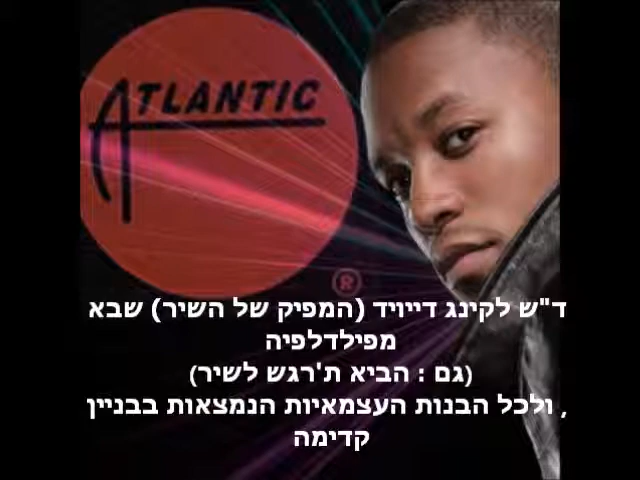 ATLANTIC
®
ד"ש לקינג דייויד (המפיק של השיר) שבא
מפילדלפיה
(גם : הביא ת'רגש לשיר)
, ולכל הבנות העצמאיות הנמצאות בבניין
קדימה